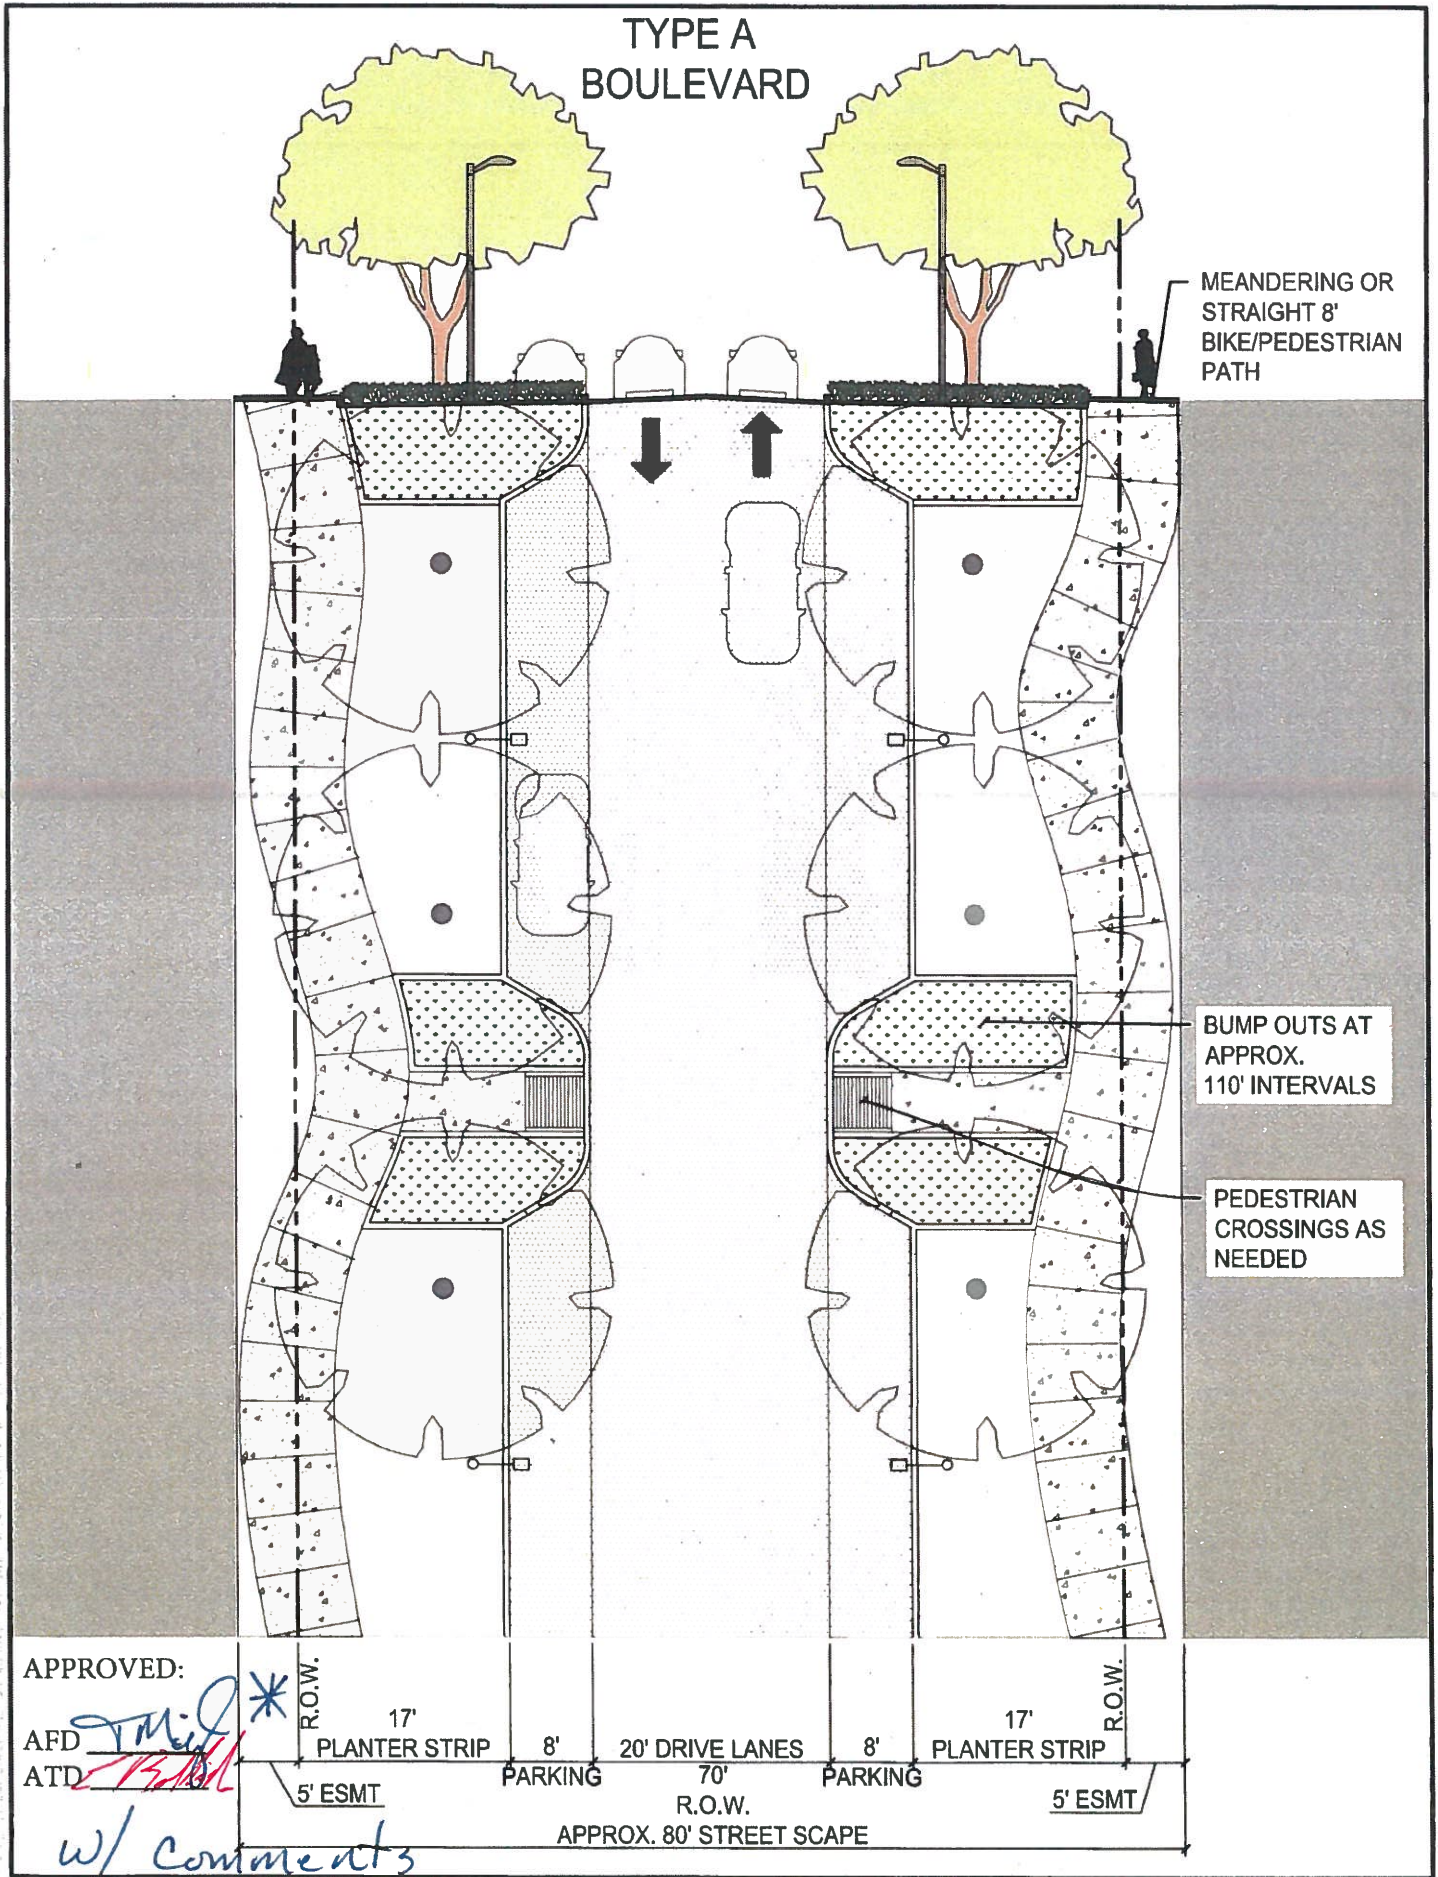 TYPE A
BOULEVARD
MEANDERING OR
STRAIGHT 8'
BIKE/PEDESTRIAN
PATH
BUMP OUTS AT
APPROX.
110' INTERVALS
PEDESTRIAN
CROSSINGS AS
NEEDED
APPROVED:
AFD
ATD
w/ Comments
R.O.W.
17'
PLANTER STRIP
8'
PARKING
20' DRIVE LANES
70'
R.O.W.
8'
PARKING
17'
PLANTER STRIP
R.O.W.
5' ESMT
5' ESMT
APPROX. 80' STREET SCAPE